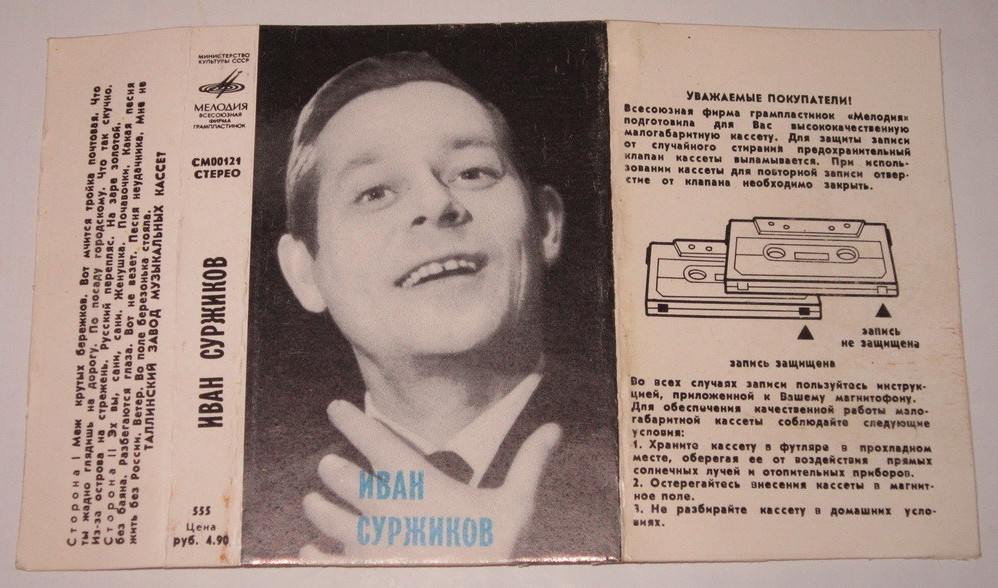 Сторона I Меж крутых бережков. Вот мчится тройка почтовая. Что
ты жадно глядишь на дорогу. По посаду городскому. Что так скучно.
Из-за острова на стрежень. Русский перепляс. На заре золотой.
Сторона II Эх вы, сани, сани. Женушка. Почавочки. Какая песня
без баяна. Разбегаются глаза. Вот не везет. Песня неудачника. Мне не
жить без России. Ветер. Во поле березонька стояла.
ТАЛЛИНСКИЙ ЗАВОД МУЗЫКАЛЬНЫХ КАССЕТ
МИНИСТЕРСТВО
КУЛЬТУРЫ СССР
МЕЛОДИЯ
ВСЕСОЮЗНАЯ
ФИРМА
ГРАМПЛАСТИНОК
СМ00121
СТЕРЕО
ИВАН СУРЖИКОВ
555
Цена
руб. 4.90
ИВАН
СУРЖИКОВ
УВАЖАЕМЫЕ ПОКУПАТЕЛИ!
Всесоюзная фирма грампластинок «Мелодия»
подготовила для Вас высококачественную
малогабаритную кассету. Для защиты записи
от случайного стирания предохранительный
клапан кассеты выламывается. При исполь-
зовании кассеты для повторной записи отвер-
стие от клапана необходимо закрыть.
запись
не защищена
запись защищена
Во всех случаях записи пользуйтесь инструк-
цией, приложенной к Вашему магнитофону.
Для обеспечения качественной работы мало-
габаритной кассеты соблюдайте следующие
условия:
1. Храните кассету в футляре в прохладном
месте, оберегая ее от воздействия прямых
солнечных лучей и отопительных приборов.
2. Остерегайтесь внесения кассеты в магнит-
ное поле.
3. Не разбирайте кассету в домашних усло-
виях.